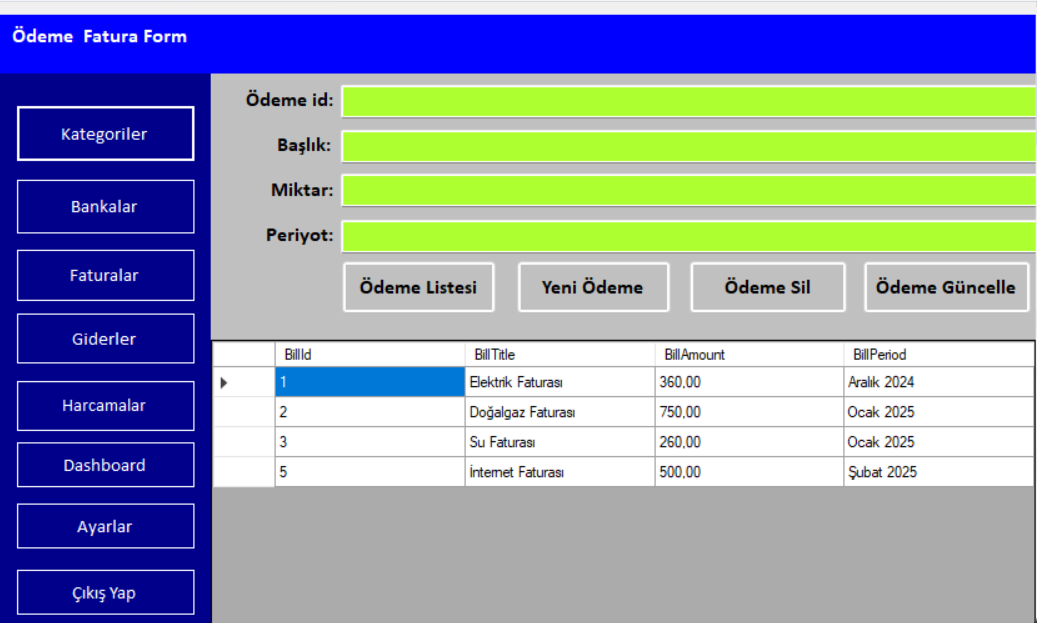 Ödeme Fatura Form
Kategoriler
Bankalar
Faturalar
Giderler
Harcamalar
Dashboard
Ayarlar
Çıkış Yap
Ödeme id:
Başlık:
Miktar:
Periyot:
Ödeme Listesi Yeni Ödeme Ödeme Sil Ödeme Güncelle
BillId BillTitle BillAmount BillPeriod
1 Elektrik Faturası 360,00 Aralık 2024
2 Doğalgaz Faturası 750,00 Ocak 2025
3 Su Faturası 260,00 Ocak 2025
5 İnternet Faturası 500,00 Şubat 2025